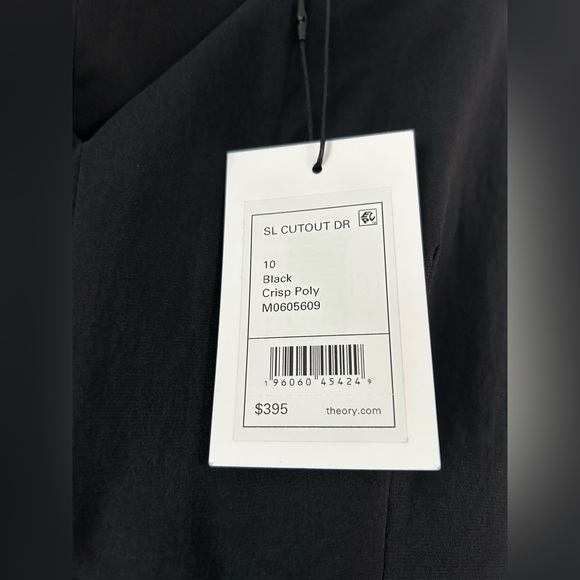 SL CUTOUT DR
10
Black
Crisp Poly
M0605609
1 96060 45424 9
$395 theory.com